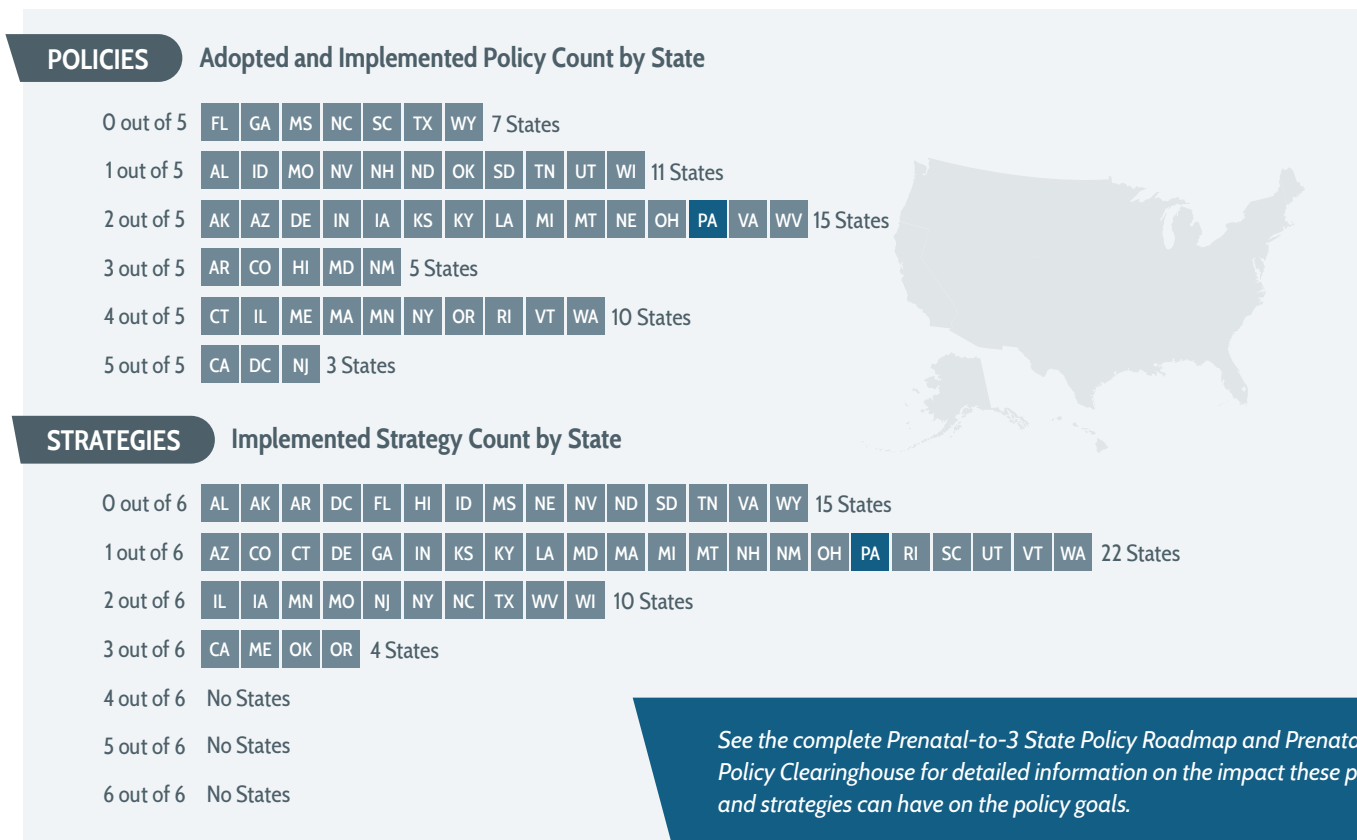 POLICIES Adopted and Implemented Policy Count by State
0 out of 5 FL GA MS NC SC TX WY 7 States
1 out of 5 AL ID MO NV NH ND OK SD TN UT WI 11 States
2 out of 5 AK AZ DE IN IA KS KY LA MI MT NE OH PA VA WV 15 States
3 out of 5 AR CO HI MD NM 5 States
4 out of 5 CT IL ME MA MN NY OR RI VT WA 10 States
5 out of 5 CA DC NJ 3 States
STRATEGIES Implemented Strategy Count by State
0 out of 6 AL AK AR DC FL HI ID MS NE NV ND SD TN VA WY 15 States
1 out of 6 AZ CO CT DE GA IN KS KY LA MD MA MI MT NH NM OH PA RI SC UT VT WA 22 States
2 out of 6 IL IA MN MO NJ NY NC TX WV WI 10 States
3 out of 6 CA ME OK OR 4 States
4 out of 6 No States
5 out of 6 No States
6 out of 6 No States
See the complete Prenatal-to-3 State Policy Roadmap and
Policy Clearinghouse for detailed information on the impact these
and strategies can have on the policy goals.